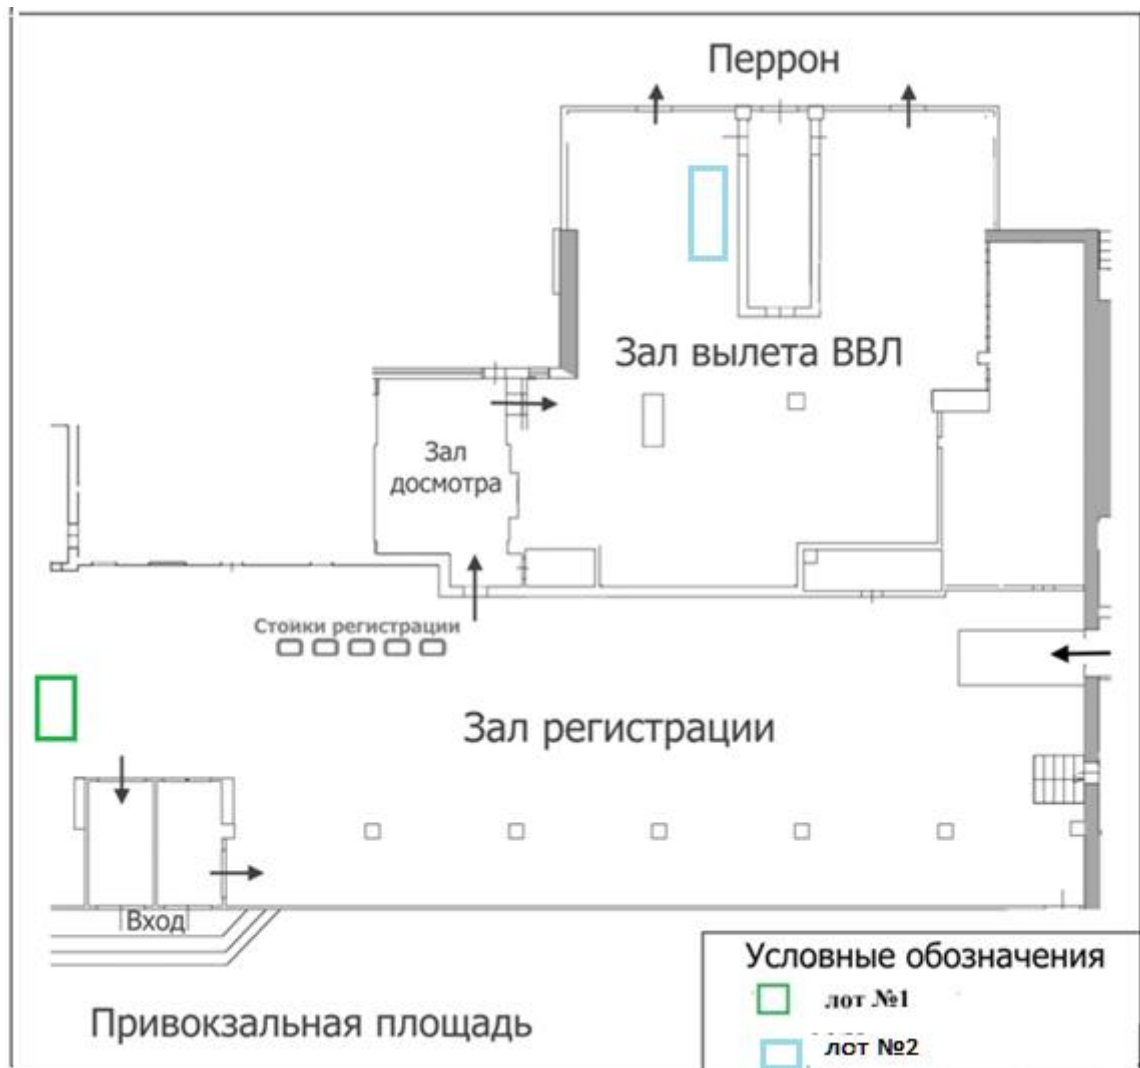 Перрон
Зал вылета ВВЛ
Зал
досмотра
Стойки регистрации
Зал регистрации
Вход
Условные обозначения
лот №1
лот №2
Привокзальная площадь